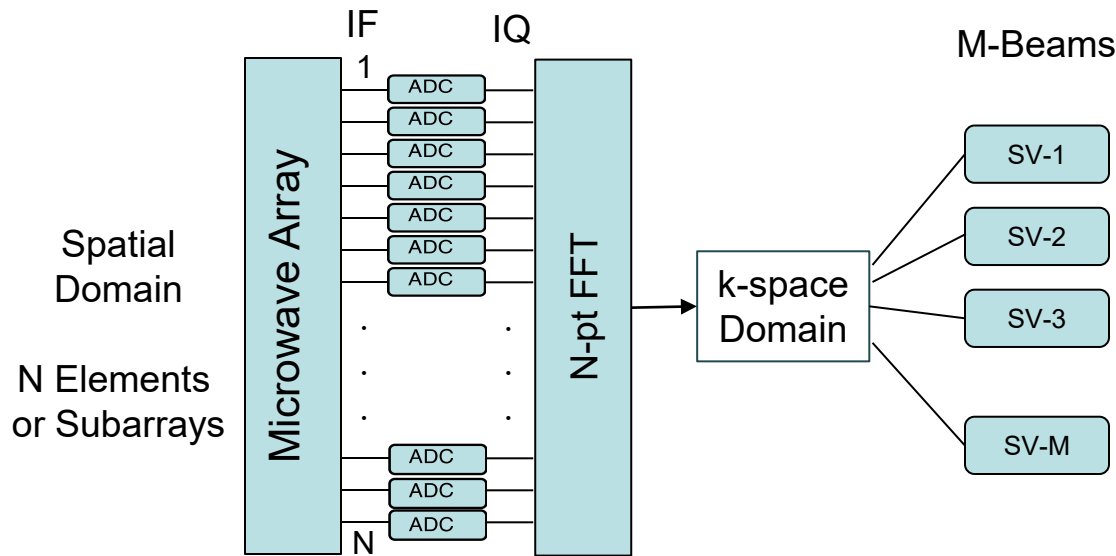 IF
IQ
M-Beams
1
ADC
ADC
ADC
ADC
ADC
ADC
ADC
.
.
.
.
.
.
ADC
ADC
ADC
N
Spatial
Domain
N Elements
or Subarrays
Microwave Array
N-pt FFT
k-space
Domain
SV-1
SV-2
SV-3
SV-M